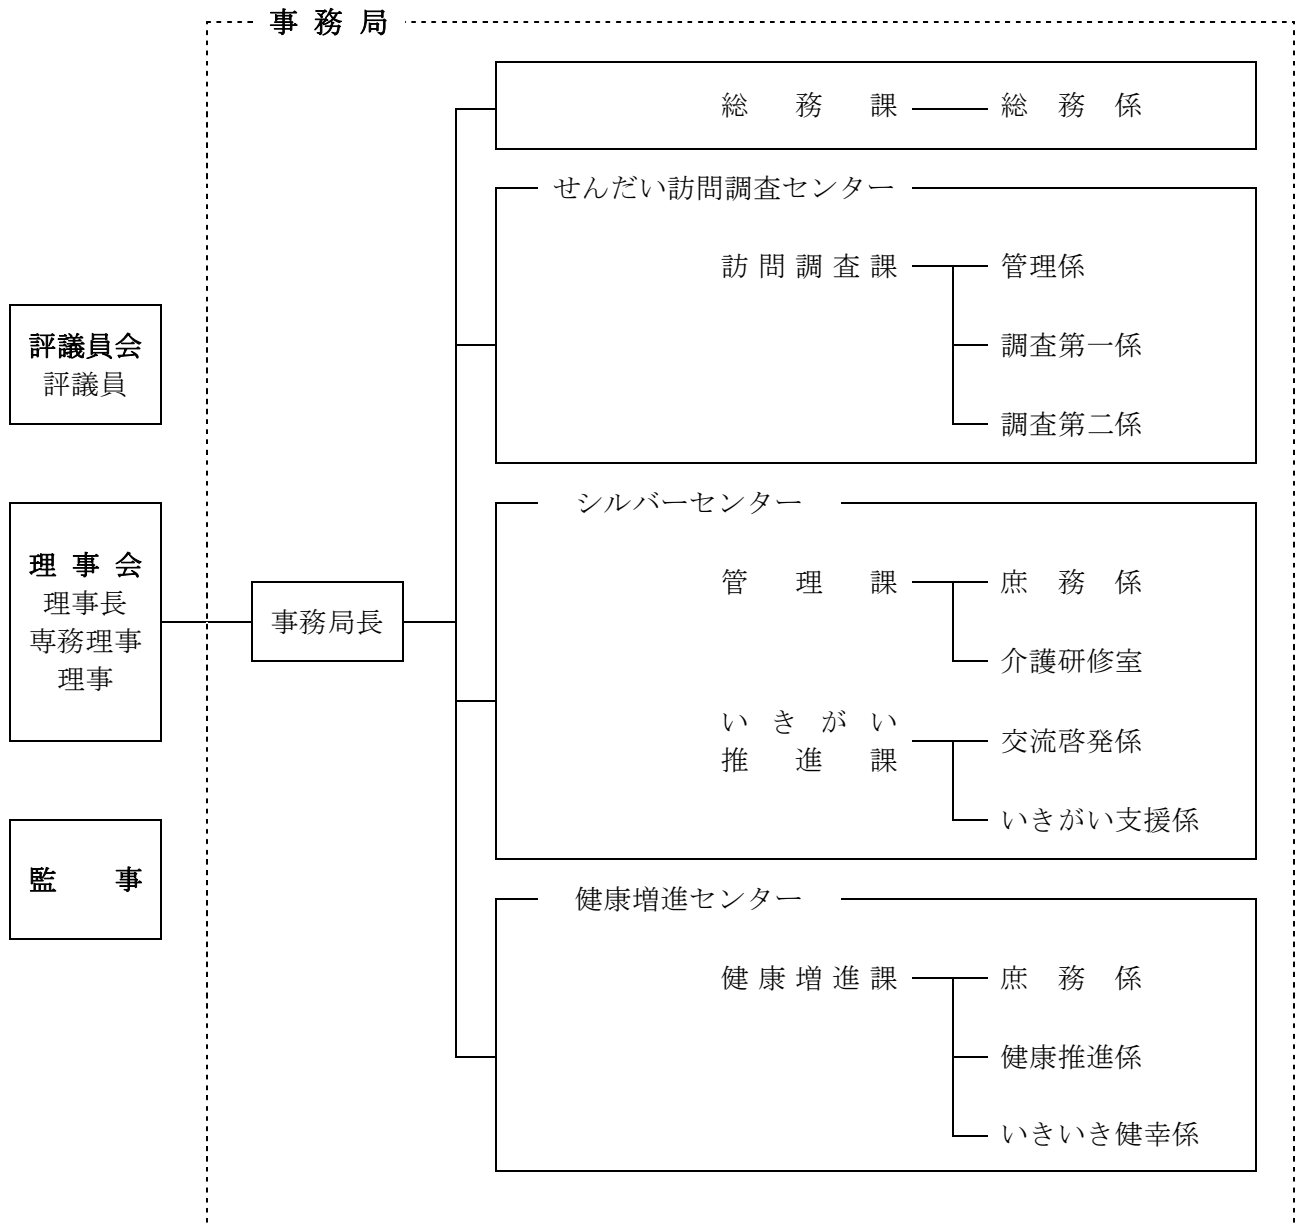 事務局
評議員会
評議員
理事会
理事長
専務理事
理事
監事
事務局長
総務課 総務係
せんだい訪問調査センター
訪問調査課 管理係
調査第一係
調査第二係
シルバーセンター
管理課 庶務係
介護研修室
いきがい
推進課
交流啓発係
いきがい支援係
健康増進センター
健康増進課 庶務係
健康推進係
いきいき健幸係